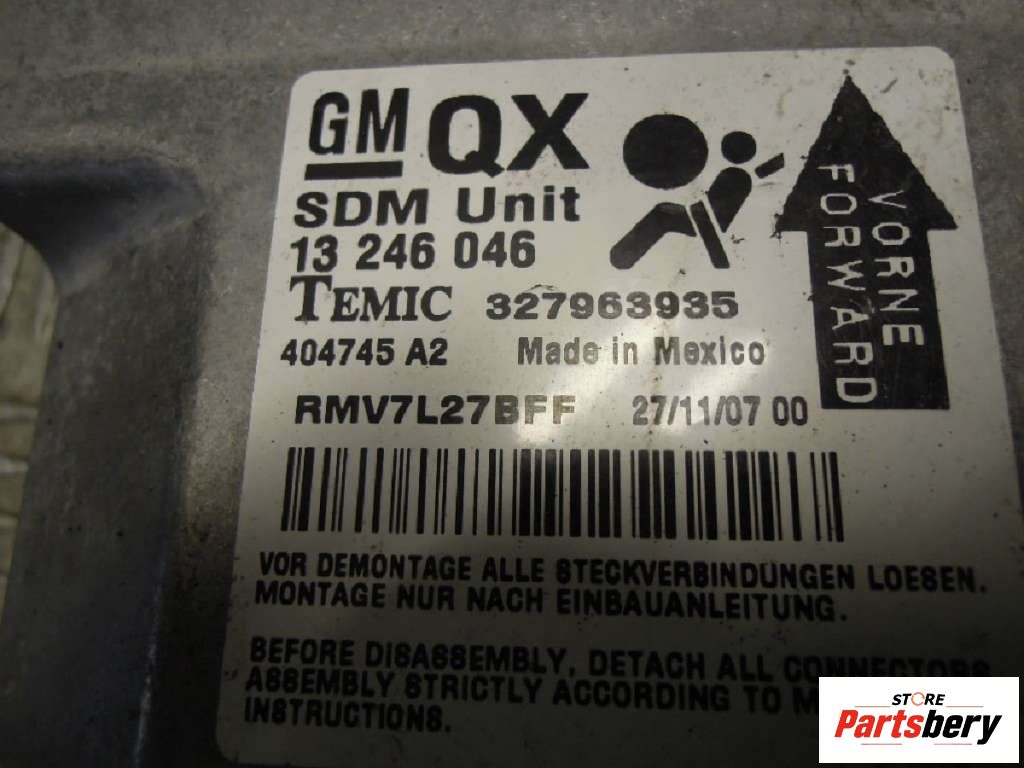 GM QX
SDM Unit
13 246 046
TEMIC 327963935
404745 A2 Made in Mexico
RMV7L27BFF 27/11/07 00
VORNE
FORWARD
VOR DEMONTAGE ALLE STECKVERBINDUNGEN LOESEN.
MONTAGE NUR NACH EINBAUANLEITUNG.
BEFORE DISASSEMBLY, DETACH ALL CONNECTORS
ASSEMBLY STRICTLY ACCORDING TO
INSTRUCTIONS.
STORE
Partsbery